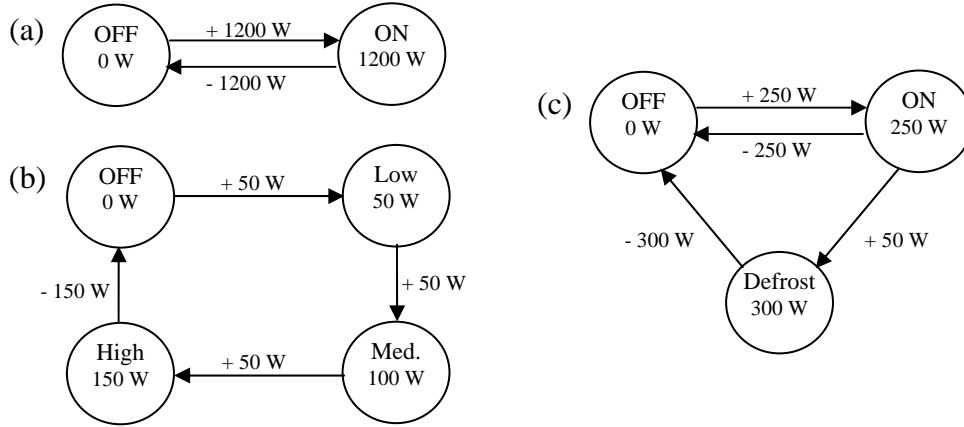 (a)
OFF
0 W
+ 1200 W
- 1200 W
ON
1200 W
(b)
OFF
0 W
+ 50 W
Low
50 W
+ 50 W
Med.
100 W
+ 50 W
High
150 W
- 150 W
(c)
OFF
0 W
+ 250 W
- 250 W
ON
250 W
+ 50 W
Defrost
300 W
- 300 W